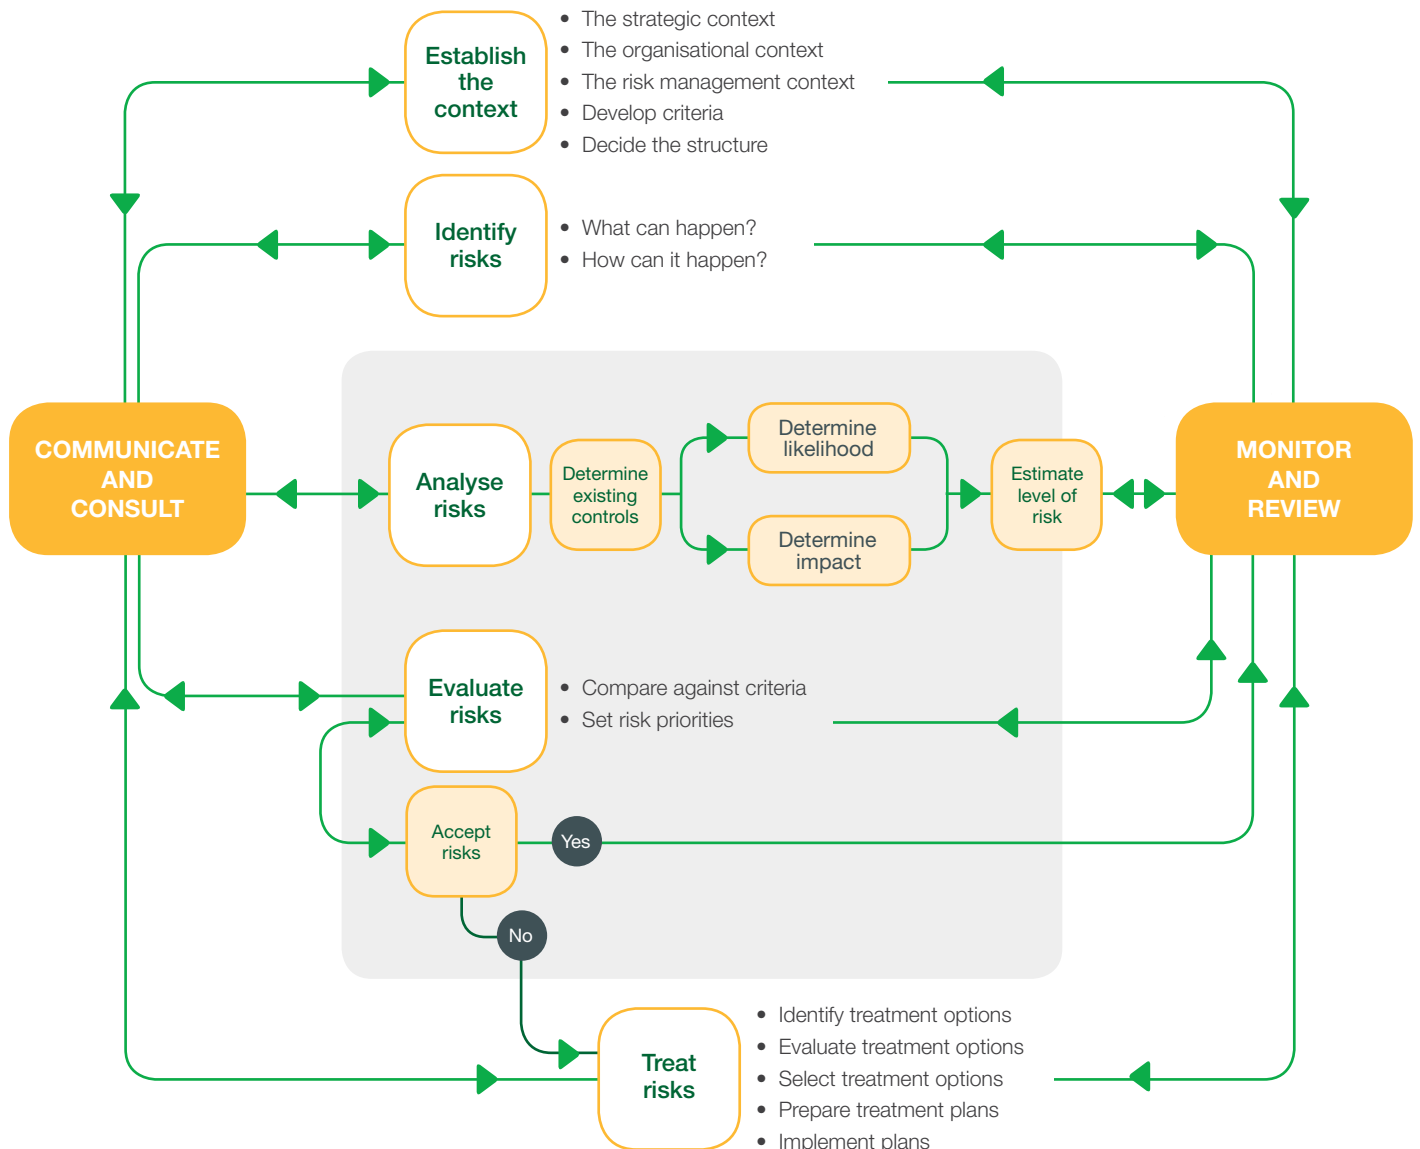 Establish
the
context
• The strategic context
• The organisational context
• The risk management context
• Develop criteria
• Decide the structure
Identify
risks
• What can happen?
• How can it happen?
COMMUNICATE
AND
CONSULT
Analyse
risks
Determine
existing
controls
Determine
likelihood
Determine
impact
Estimate
level of
risk
MONITOR
AND
REVIEW
Evaluate
risks
• Compare against criteria
• Set risk priorities
Accept
risks
Yes
No
Treat
risks
• Identify treatment options
• Evaluate treatment options
• Select treatment options
• Prepare treatment plans
• Implement plans